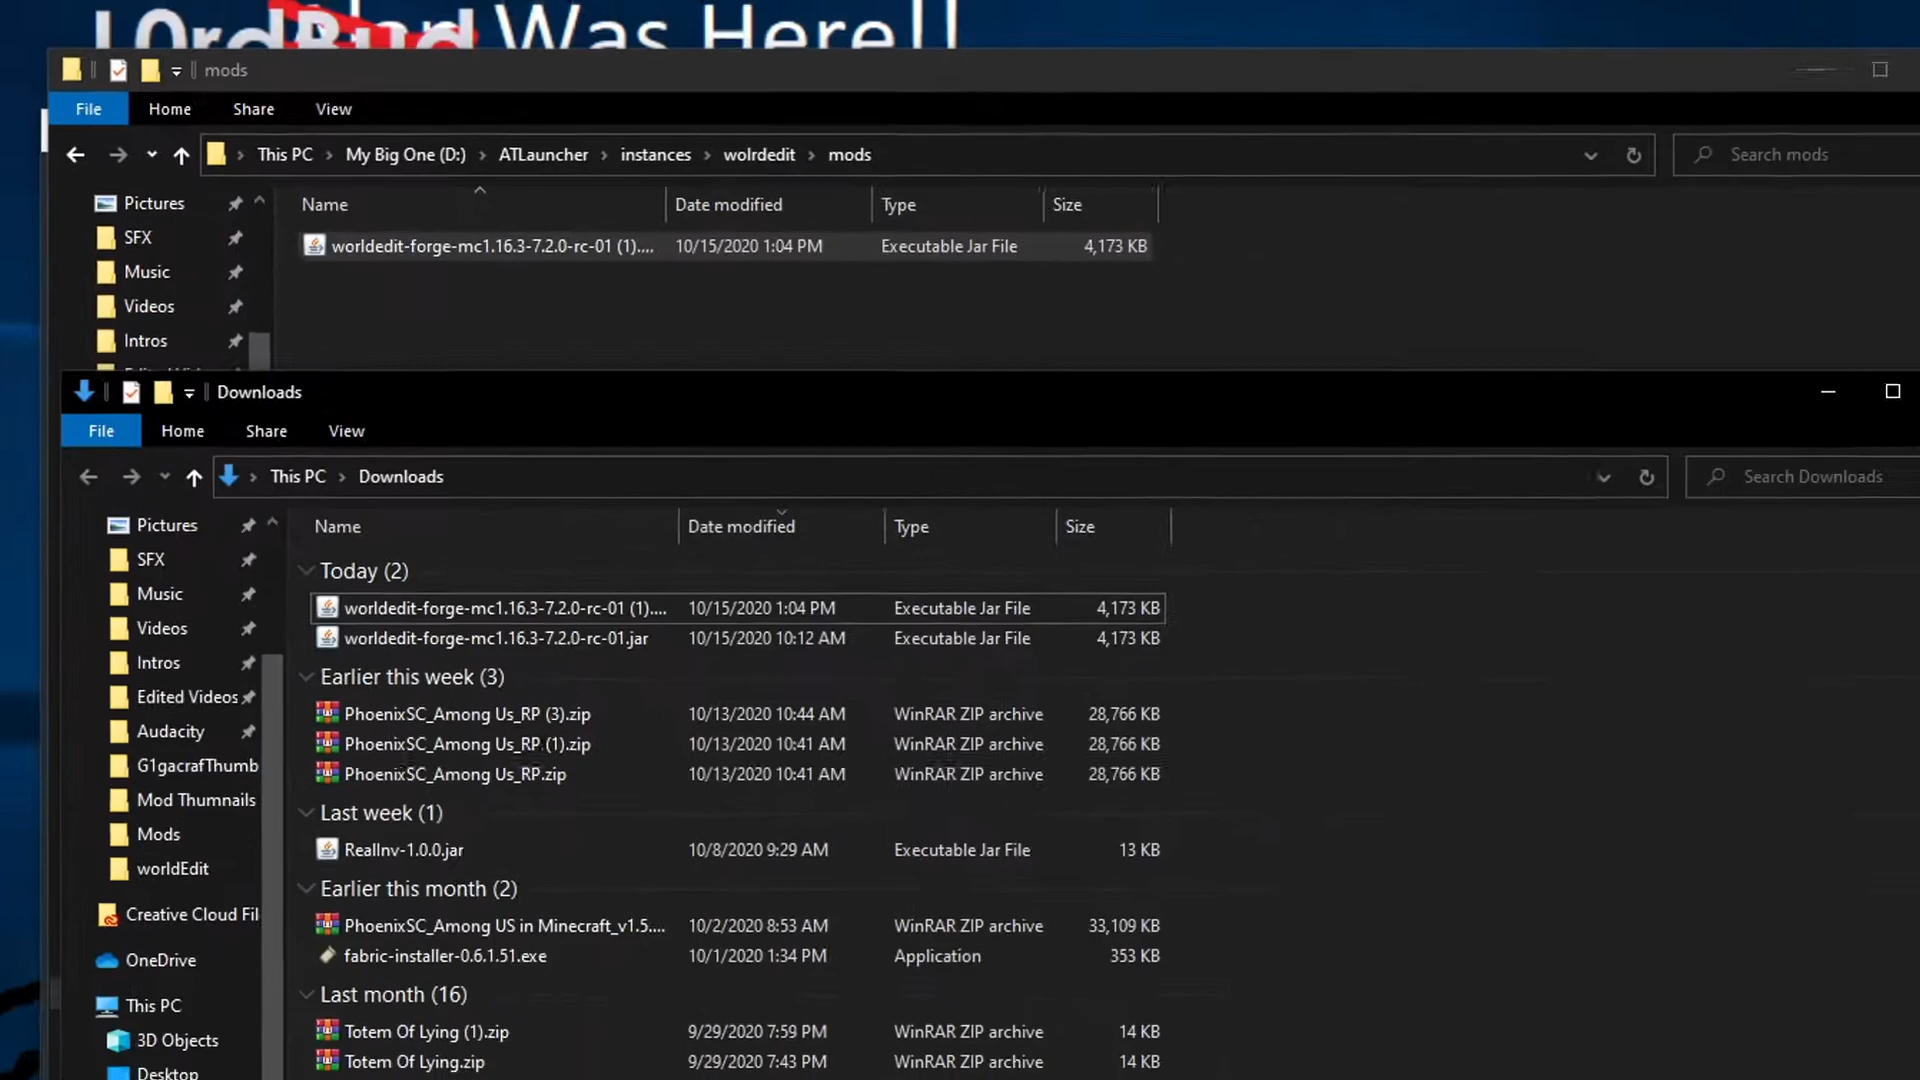 Was Here!!
mods
File Home Share View
This PC > My Big One (D:) > ATLauncher > instances > wolrdedit > mods
Search mods
Name Date modified Type Size
Pictures
SFX
Music
Videos
Intros
worldedit-forge-mc1.16.3-7.2.0-rc-01 (1).... 10/15/2020 1:04 PM Executable Jar File 4,173 KB
Downloads
File Home Share View
This PC > Downloads
Search Downloads
Name Date modified Type Size
Pictures
SFX
Music
Videos
Intros
Edited Videos
Audacity
G1gacrafThumb
Mod Thumnails
Mods
worldEdit
Creative Cloud Fil
OneDrive
This PC
3D Objects
Desktop
Today (2)
worldedit-forge-mc1.16.3-7.2.0-rc-01 (1).... 10/15/2020 1:04 PM Executable Jar File 4,173 KB
worldedit-forge-mc1.16.3-7.2.0-rc-01.jar 10/15/2020 10:12 AM Executable Jar File 4,173 KB
Earlier this week (3)
PhoenixSC_Among Us_RP (3).zip 10/13/2020 10:44 AM WinRAR ZIP archive 28,766 KB
PhoenixSC_Among Us_RP (1).zip 10/13/2020 10:41 AM WinRAR ZIP archive 28,766 KB
PhoenixSC_Among Us_RP.zip 10/13/2020 10:41 AM WinRAR ZIP archive 28,766 KB
Last week (1)
RealInv-1.0.0.jar 10/8/2020 9:29 AM Executable Jar File 13 KB
Earlier this month (2)
PhoenixSC_Among US in Minecraft_v1.5.... 10/2/2020 8:53 AM WinRAR ZIP archive 33,109 KB
fabric-installer-0.6.1.51.exe 10/1/2020 1:34 PM Application 353 KB
Last month (16)
Totem Of Lying (1).zip 9/29/2020 7:59 PM WinRAR ZIP archive 14 KB
Totem Of Lying.zip 9/29/2020 7:43 PM WinRAR ZIP archive 14 KB